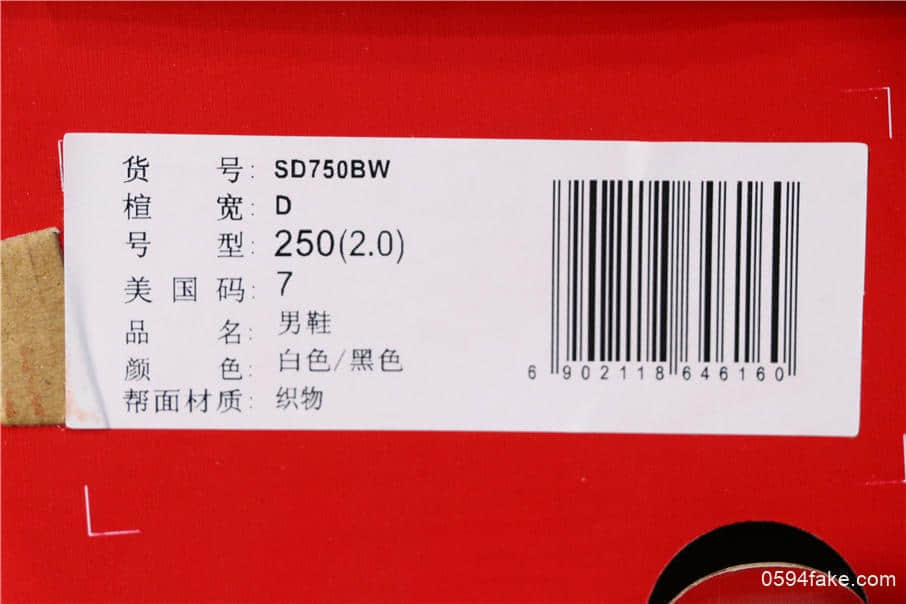 货号: SD750BW
楦宽: D
号型: 250(2.0)
美国码: 7
品名: 男鞋
颜色: 白色/黑色
帮面材质: 织物
6 902118 646160
0594fake.com